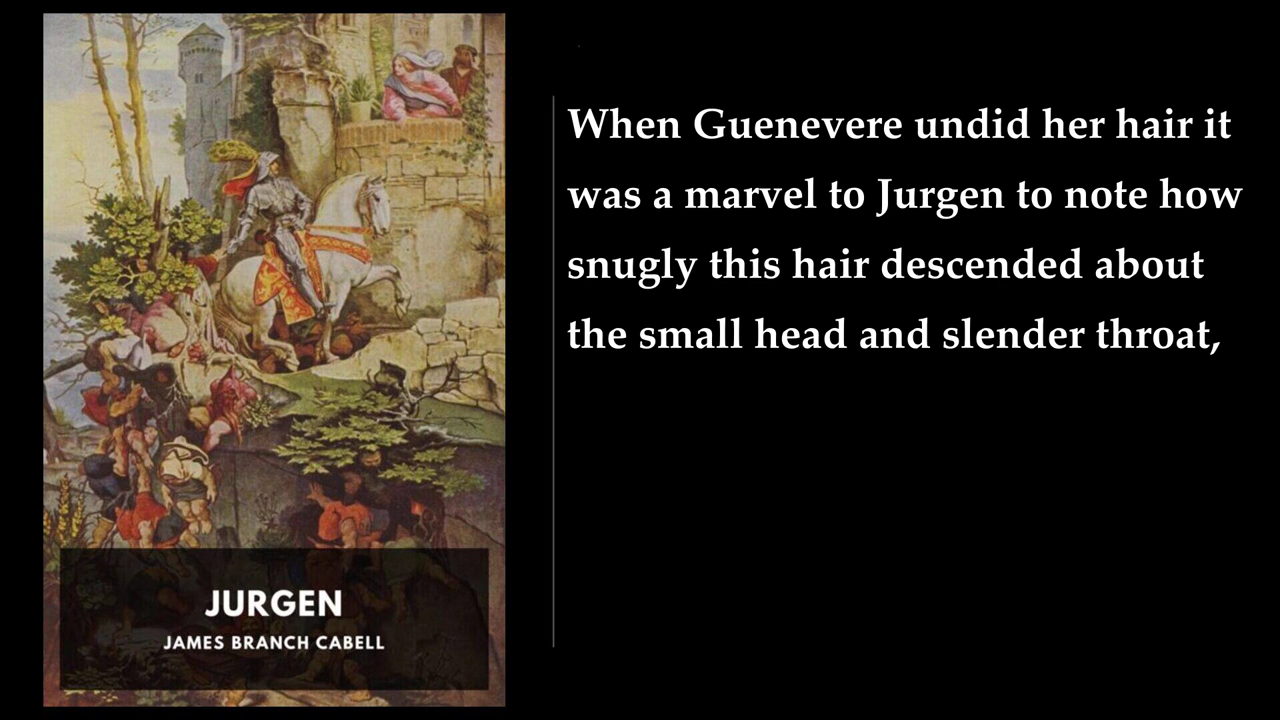 When Guenevere undid her hair it
was a marvel to Jurgen to note how
snugly this hair descended about
the small head and slender throat,
JURGEN
JAMES BRANCH CABELL